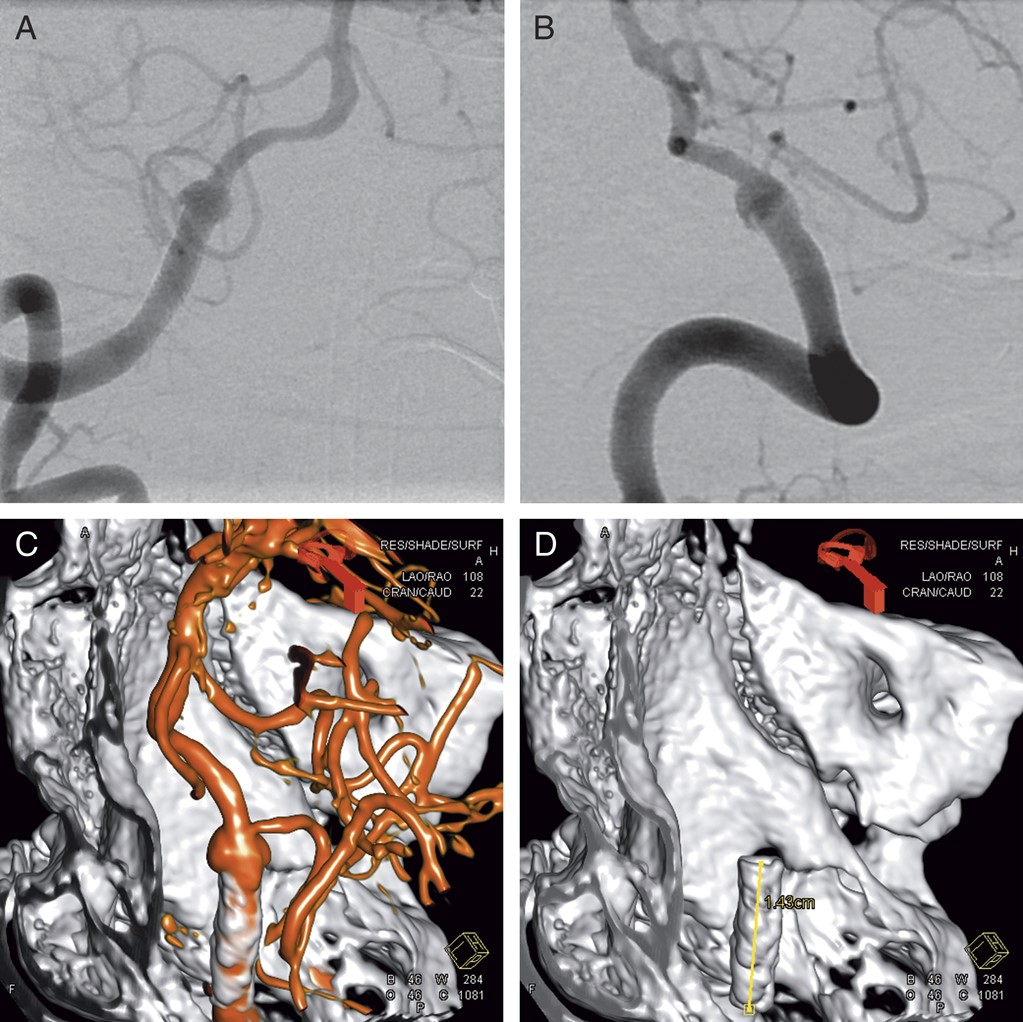 A
B
C
A
RES/SHADE/SURF
H
A
LAO/RAO 108
CRAN/CAUD 22
F
B 46 W 284
O 46 C 1081
P
D
A
RES/SHADE/SURF
H
A
LAO/RAO 108
CRAN/CAUD 22
1.43cm
F
B 46 W 284
O 46 C 1081
P